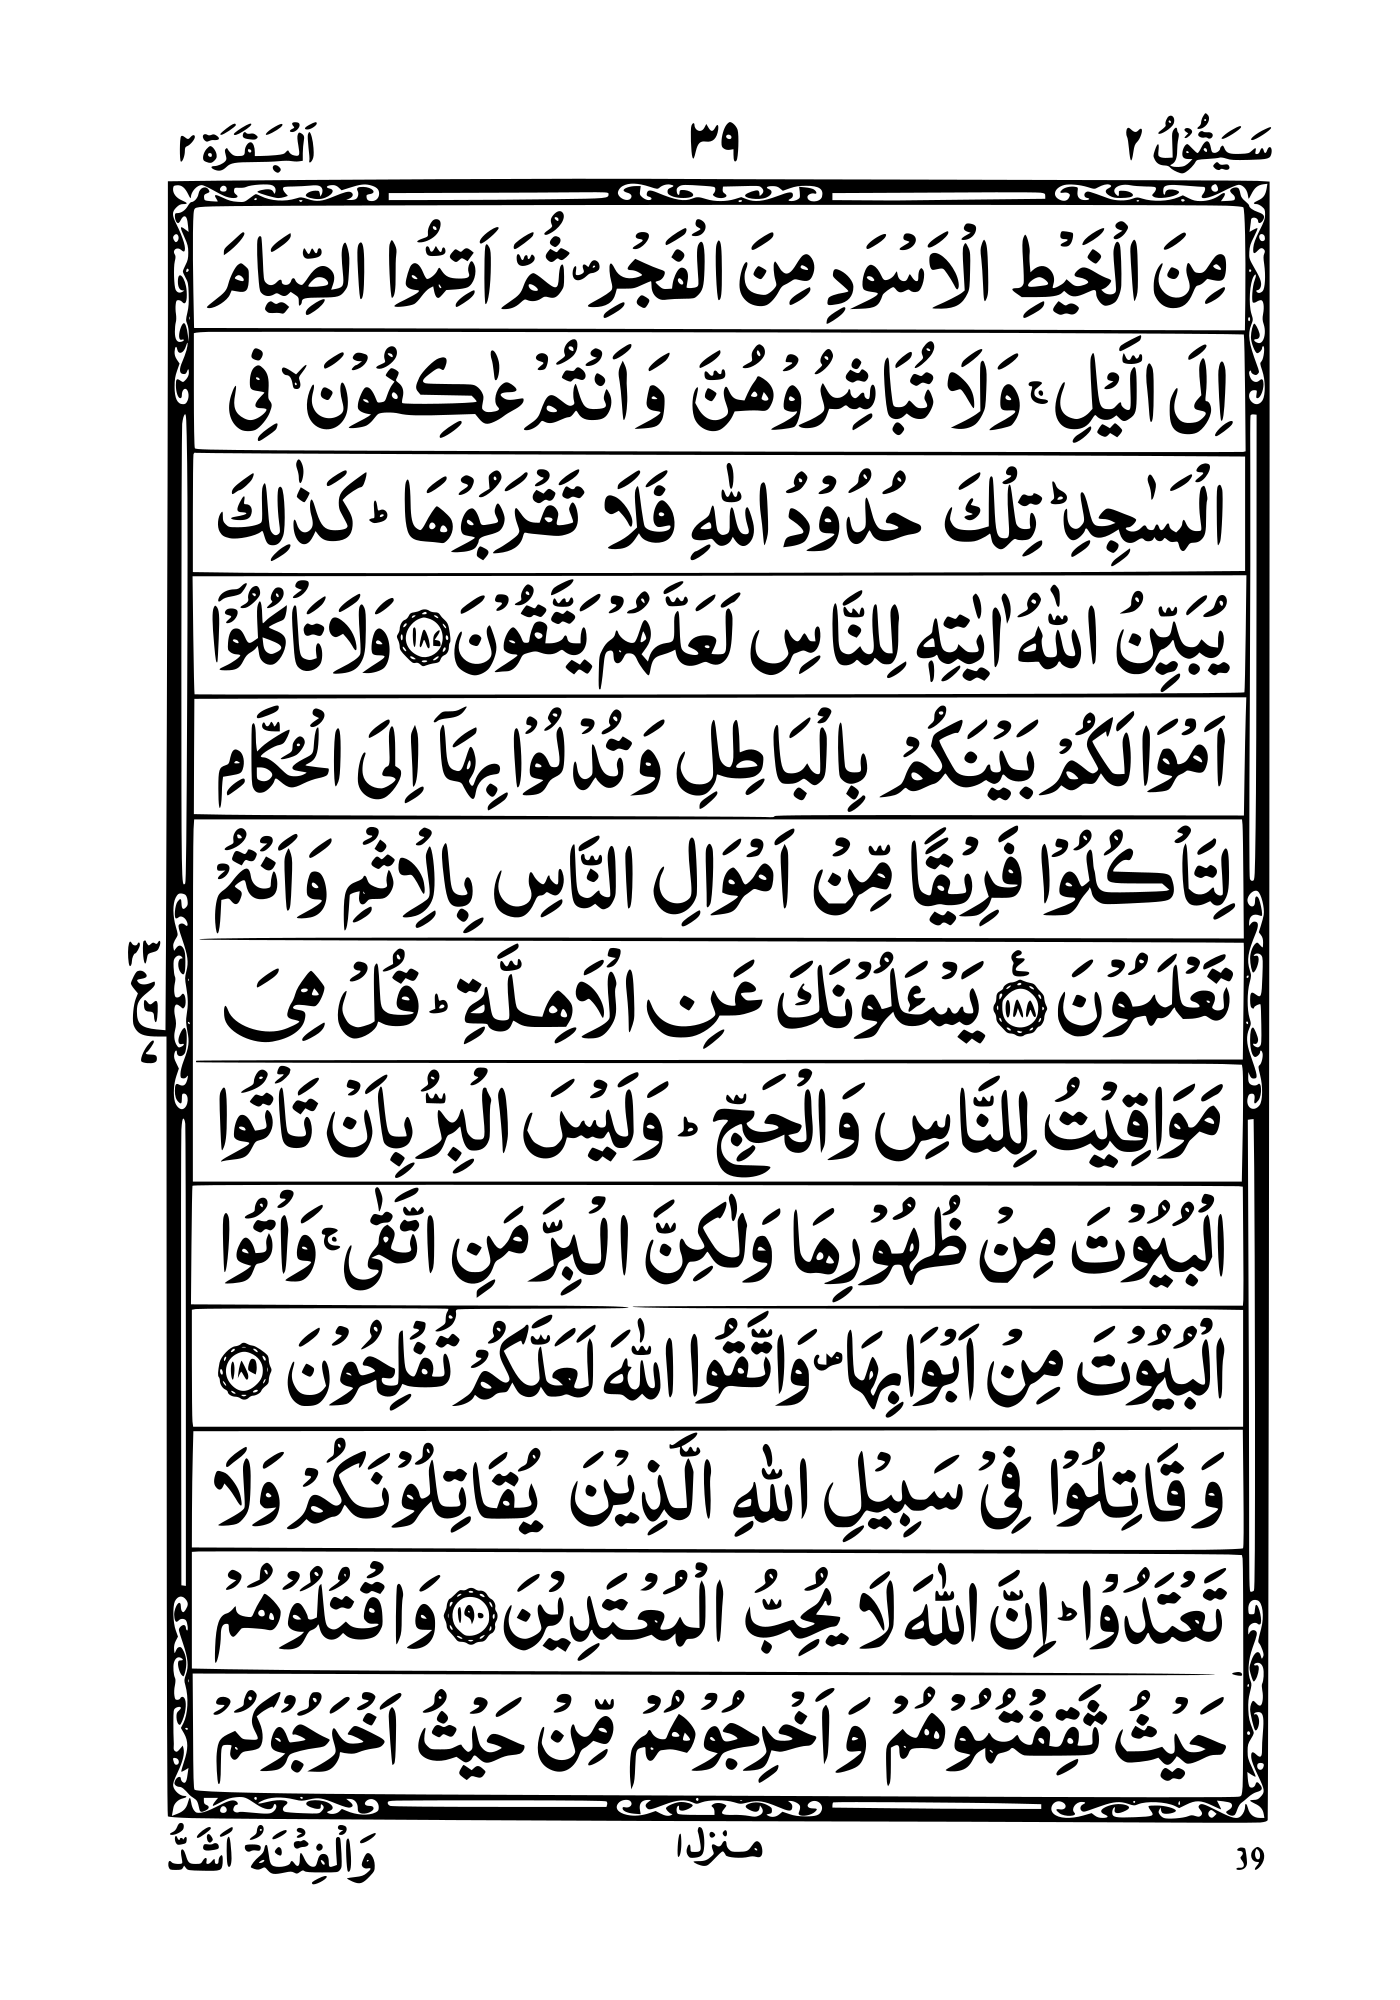 سَيَقُوْلُ ٢
٣٩
اَلْبَقَرَة ٢
مِنَ الْخَيْطِ الْاَسْوَدِ مِنَ الْفَجْرِ ۪ ثُمَّ اَتِمُّوا الصِّيَامَ
اِلَى الَّيْلِ ۚ وَلَا تُبَاشِرُوْهُنَّ وَاَنْتُمْ عٰكِفُوْنَ ۙ فِى
الْمَسٰجِدِ ؕ تِلْكَ حُدُوْدُ اللّٰهِ فَلَا تَقْرَبُوْهَا ؕ كَذٰلِكَ
يُبَيِّنُ اللّٰهُ اٰيٰتِهٖ لِلنَّاسِ لَعَلَّهُمْ يَتَّقُوْنَ ﴿١٨٧﴾ وَلَا تَاْكُلُوْٓا
اَمْوَالَكُمْ بَيْنَكُمْ بِالْبَاطِلِ وَتُدْلُوْا بِهَآ اِلَى الْحُكَّامِ
لِتَاْكُلُوْا فَرِيْقًا مِّنْ اَمْوَالِ النَّاسِ بِالْاِثْمِ وَاَنْتُمْ
تَعْلَمُوْنَ ﴿١٨٨﴾ ع يَسْـَٔلُوْنَكَ عَنِ الْاَهِلَّةِ ؕ قُلْ هِىَ
٢٣
ع
٦
٧
مَوَاقِيْتُ لِلنَّاسِ وَالْحَجِّ ؕ وَلَيْسَ الْبِرُّ بِاَنْ تَاْتُوا
الْبُيُوْتَ مِنْ ظُهُوْرِهَا وَلٰكِنَّ الْبِرَّ مَنِ اتَّقٰى ۚ وَاْتُوا
الْبُيُوْتَ مِنْ اَبْوَابِهَا ۪ وَاتَّقُوا اللّٰهَ لَعَلَّكُمْ تُفْلِحُوْنَ ﴿١٨٩﴾
وَقَاتِلُوْا فِىْ سَبِيْلِ اللّٰهِ الَّذِيْنَ يُقَاتِلُوْنَكُمْ وَلَا
تَعْتَدُوْا ؕ اِنَّ اللّٰهَ لَا يُحِبُّ الْمُعْتَدِيْنَ ﴿١٩٠﴾ وَاقْتُلُوْهُمْ
حَيْثُ ثَقِفْتُمُوْهُمْ وَاَخْرِجُوْهُمْ مِّنْ حَيْثُ اَخْرَجُوْكُمْ
39
منزل ١
وَالْفِتْنَةُ اَشَدُّ